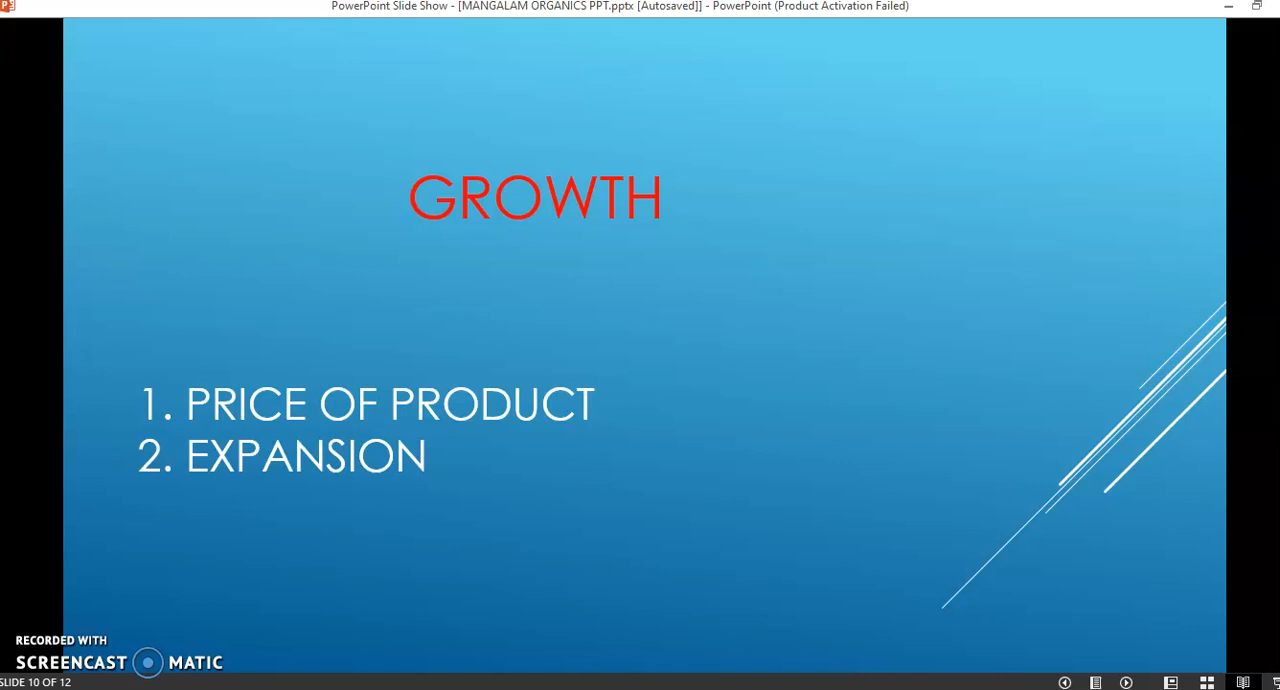 PowerPoint Slide Show - [MANGALAM ORGANICS PPT.pptx [Autosaved]] - PowerPoint (Product Activation Failed)
GROWTH
1. PRICE OF PRODUCT
2. EXPANSION
RECORDED WITH
SCREENCAST MATIC
SLIDE 10 OF 12